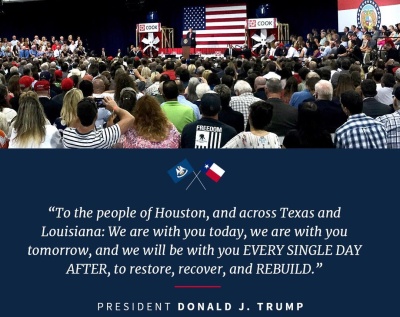 COOK
COOK
FREEDOM
“To the people of Houston, and across Texas and
Louisiana: We are with you today, we are with you
tomorrow, and we will be with you EVERY SINGLE DAY
AFTER, to restore, recover, and REBUILD.”
PRESIDENT DONALD J. TRUMP